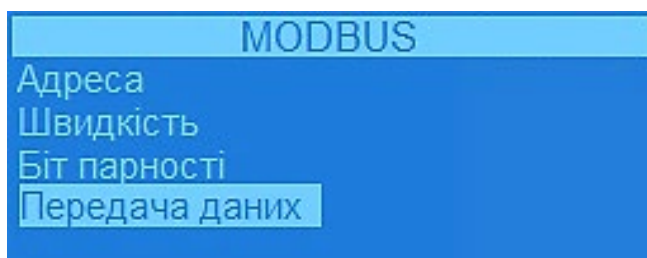 MODBUS
Адреса
Швидкість
Біт парності
Передача даних